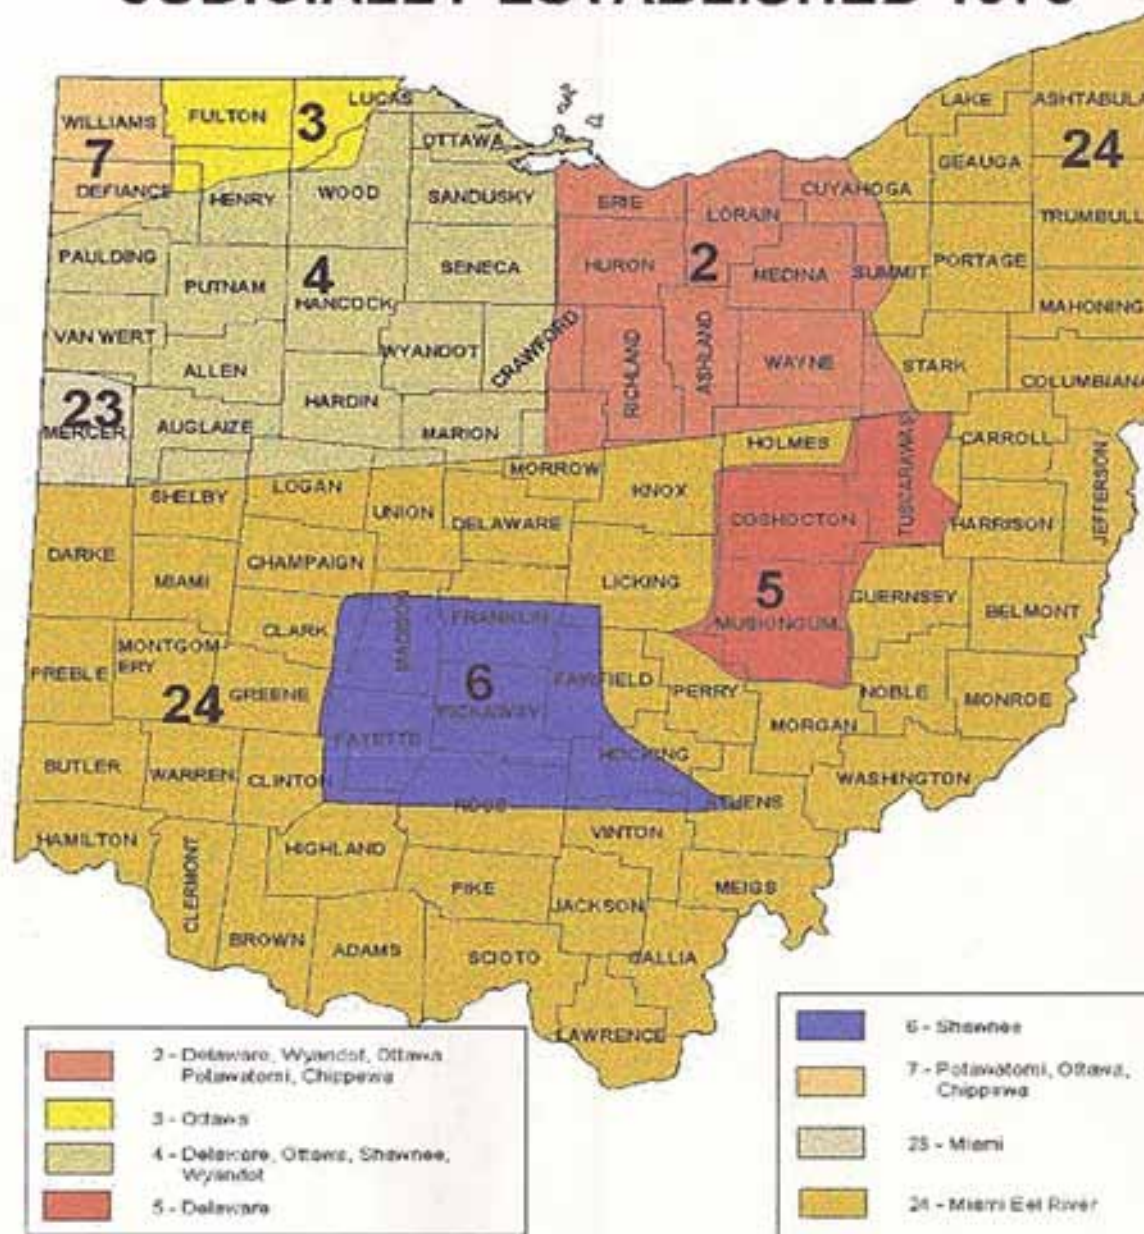 JUDICIALLY ESTABLISHED 1978
LUCAS
LAKE
ASHTABULA
WILLIAMS
FULTON
3
24
7
OTTAWA
GEAUGA
DEFIANCE
HENRY
WOOD
SANDUSKY
ERIE
LORAIN
CUYAHOGA
TRUMBULL
PAULDING
PUTNAM
4
HANCOCK
SENECA
HURON
2
MEDINA
SUMMIT
PORTAGE
MAHONING
VAN WERT
ALLEN
WYANDOT
CRAWFORD
RICHLAND
ASHLAND
WAYNE
STARK
COLUMBIANA
23
MERCER
AUGLAIZE
HARDIN
MARION
HOLMES
TUSCARAWAS
CARROLL
JEFFERSON
MORROW
SHELBY
LOGAN
UNION
DELAWARE
KNOX
COSHOCTON
HARRISON
DARKE
MIAMI
CHAMPAIGN
LICKING
5
GUERNSEY
BELMONT
CLARK
MADISON
FRANKLIN
MUSKINGUM
PREBLE
MONTGOM
ERY
24
GREENE
6
PICKAWAY
FAIRFIELD
PERRY
NOBLE
MONROE
MORGAN
FAYETTE
HOCKING
BUTLER
WARREN
CLINTON
WASHINGTON
ROSS
ATHENS
HAMILTON
CLERMONT
HIGHLAND
VINTON
PIKE
JACKSON
MEIGS
BROWN
ADAMS
SCIOTO
GALLIA
LAWRENCE
2 - Delaware, Wyandot, Ottawa
Potawatomi, Chippewa
3 - Ottawa
4 - Delaware, Ottawa, Shawnee,
Wyandot
5 - Delaware
6 - Shawnee
7 - Potawatomi, Ottawa,
Chippewa
23 - Miami
24 - Miami Eel River